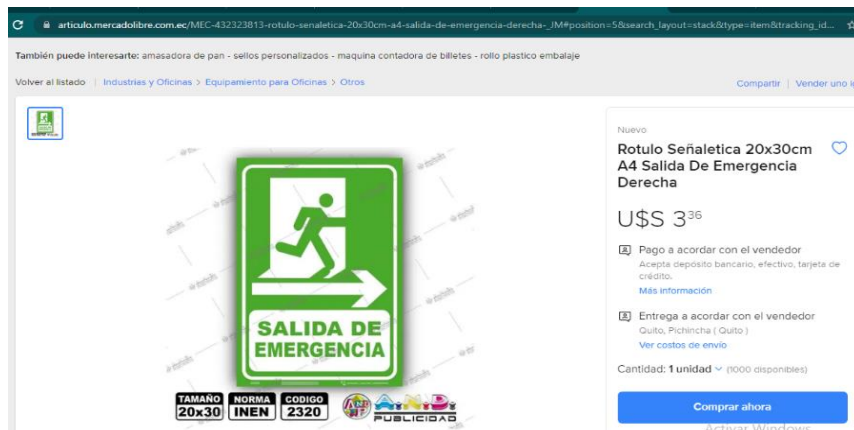 articulo.mercadolibre.com.ec/MEC-432323813-rotulo-senaletica-20x30cm-a4-salida-de-emergencia-derecha-_JM#position=5&search_layout=stack&type=item&tracking_id...
También puede interesarte: amasadora de pan - sellos personalizados - maquina contadora de billetes - rollo plastico embalaje
Volver al listado | Industrias y Oficinas > Equipamiento para Oficinas > Otros
Compartir | Vender uno
Nuevo
Rotulo Señaletica 20x30cm
A4 Salida De Emergencia
Derecha
U$S 3 36
Pago a acordar con el vendedor
Acepta depósito bancario, efectivo, tarjeta de
crédito.
Más información
Entrega a acordar con el vendedor
Quito, Pichincha ( Quito )
Ver costos de envío
Cantidad: 1 unidad (1000 disponibles)
Comprar ahora
Activar Windows
SALIDA DE
EMERGENCIA
TAMAÑO
20x30
NORMA
INEN
CODIGO
2320
PUBLICIDAD